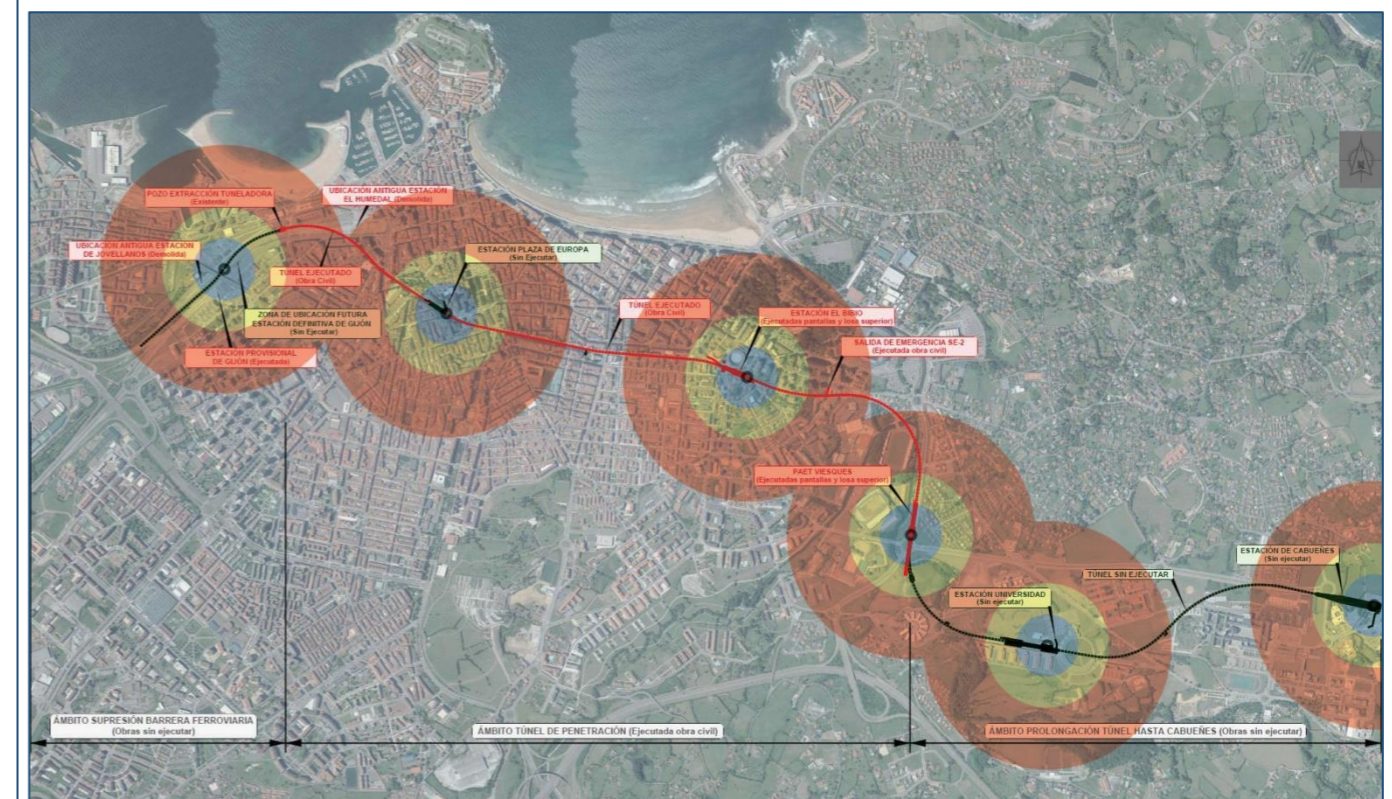 POZO EXTRACCIÓN TUNELADORA
(Existente)
UBICACIÓN ANTIGUA ESTACIÓN
EL HUMEDAL (Demolida)
UBICACIÓN ANTIGUA ESTACIÓN
DE JOVELLANOS (Demolida)
TÚNEL EJECUTADO
(Obra Civil)
ESTACIÓN PLAZA DE EUROPA
(Sin Ejecutar)
ZONA DE UBICACIÓN FUTURA
ESTACIÓN DEFINITIVA DE GIJÓN
(Sin Ejecutar)
ESTACIÓN PROVISIONAL
DE GIJÓN (Ejecutada)
TÚNEL EJECUTADO
(Obra Civil)
ESTACIÓN EL BIBIO
(Ejecutadas pantallas y losa superior)
SALIDA DE EMERGENCIA SE-2
(Ejecutada obra civil)
PAET VIESQUES
(Ejecutadas pantallas y losa superior)
ESTACIÓN UNIVERSIDAD
(Sin ejecutar)
TÚNEL SIN EJECUTAR
ESTACIÓN DE CABUEÑES
(Sin ejecutar)
ÁMBITO SUPRESIÓN BARRERA FERROVIARIA
(Obras sin ejecutar)
ÁMBITO TÚNEL DE PENETRACIÓN (Ejecutada obra civil)
ÁMBITO PROLONGACIÓN TÚNEL HASTA CABUEÑES (Obras sin ejecutar)